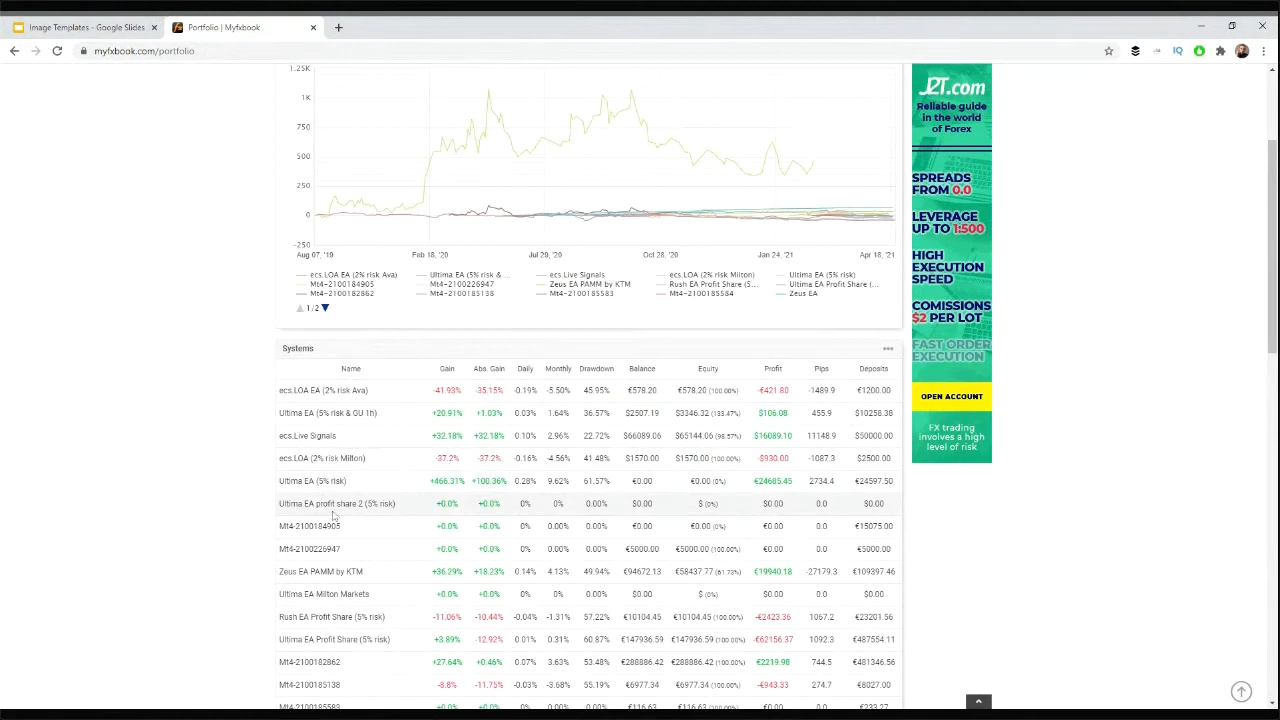 Image Templates - Google Slides
Portfolio | Myfxbook
myfxbook.com/portfolio
1.25K
1K
750
500
250
0
-250
Aug 07, '19 Feb 18, '20 Jul 29, '20 Oct 28, '20 Jan 24, '21 Apr 18, '21
ecs.LOA EA (2% risk Ava) Ultima EA (5% risk & ... ecs.Live Signals ecs.LOA (2% risk Milton) Ultima EA (5% risk)
Mt4-2100184905 Mt4-2100226947 Zeus EA PAMM by KTM Rush EA Profit Share (5... Ultima EA Profit Share (...
Mt4-2100182862 Mt4-2100185138 Mt4-2100185583 Mt4-2100185584 Zeus EA
1/2
Systems
Name Gain Abs. Gain Daily Monthly Drawdown Balance Equity Profit Pips Deposits
ecs.LOA EA (2% risk Ava) -41.93% -35.15% -0.19% -5.50% 45.95% €578.20 €578.20 (100.00%) -€421.80 -1489.9 €1200.00
Ultima EA (5% risk & GU 1h) +20.91% +1.03% 0.03% 1.64% 36.57% $2507.19 $3346.32 (133.47%) $106.08 455.9 $10258.38
ecs.Live Signals +32.18% +32.18% 0.10% 2.96% 22.72% $66089.06 $65144.06 (98.57%) $16089.10 11148.9 $50000.00
ecs.LOA (2% risk Milton) -37.2% -37.2% -0.16% -4.56% 41.48% $1570.00 $1570.00 (100.00%) -$930.00 -1087.3 $2500.00
Ultima EA (5% risk) +466.31% +100.36% 0.28% 9.62% 61.57% €0.00 €0.00 (0%) €24685.45 2734.4 €24597.50
Ultima EA profit share 2 (5% risk) +0.0% +0.0% 0% 0% 0.00% $0.00 $ (0%) $0.00 0.0 $0.00
Mt4-2100184905 +0.0% +0.0% 0% 0.00% 0.00% €0.00 €0.00 (0%) €0.00 0.0 €15075.00
Mt4-2100226947 +0.0% +0.0% 0% 0.00% 0.00% €5000.00 €5000.00 (100.00%) €0.00 0.0 €5000.00
Zeus EA PAMM by KTM +36.29% +18.23% 0.14% 4.13% 49.94% €94672.13 €58437.77 (61.73%) €19940.18 -27179.3 €109397.46
Ultima EA Milton Markets +0.0% +0.0% 0% 0% 0.00% $0.00 $ (0%) $0.00 0.0 $0.00
Rush EA Profit Share (5% risk) -11.06% -10.44% -0.04% -1.31% 57.22% €10104.45 €10104.45 (100.00%) -€2423.36 1067.2 €23201.56
Ultima EA Profit Share (5% risk) +3.89% -12.92% 0.01% 0.31% 60.87% €147936.59 €147936.59 (100.00%) -€62156.37 1092.3 €487554.11
Mt4-2100182862 +27.64% +0.46% 0.07% 3.63% 53.48% €288886.42 €288886.42 (100.00%) €2219.98 744.5 €481346.56
Mt4-2100185138 -8.8% -11.75% -0.03% -3.68% 55.19% €6977.34 €6977.34 (100.00%) -€943.33 274.7 €8027.00
J2T.com
Reliable guide
in the world
of Forex
SPREADS
FROM 0.0
LEVERAGE
UP TO 1:500
HIGH
EXECUTION
SPEED
COMISSIONS
$2 PER LOT
FAST ORDER
EXECUTION
OPEN ACCOUNT
FX trading
involves a high
level of risk